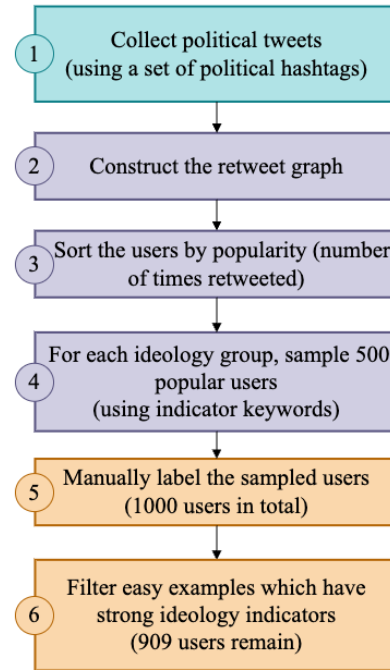 1
Collect political tweets
(using a set of political hashtags)
2
Construct the retweet graph
3
Sort the users by popularity (number
of times retweeted)
4
For each ideology group, sample 500
popular users
(using indicator keywords)
5
Manually label the sampled users
(1000 users in total)
6
Filter easy examples which have
strong ideology indicators
(909 users remain)